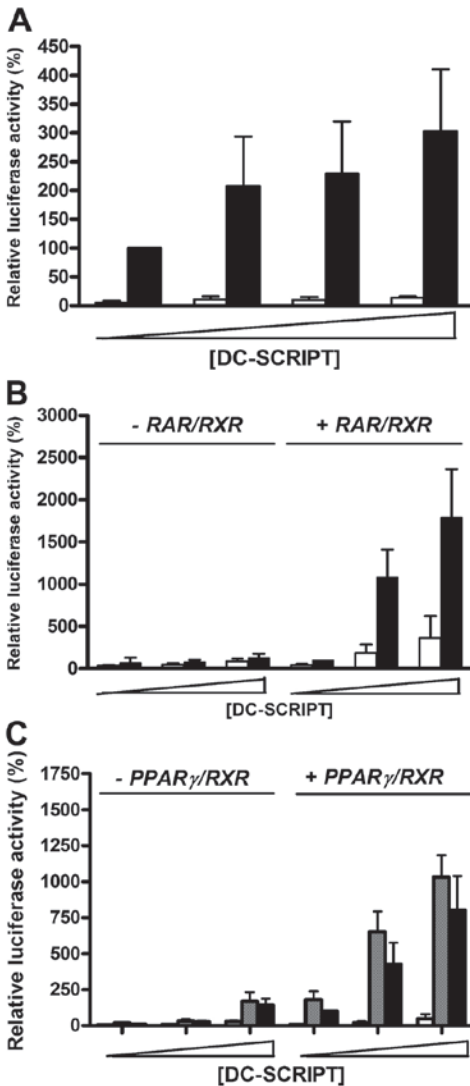 A
Relative luciferase activity (%)
450
400
350
300
250
200
150
100
50
0
[DC-SCRIPT]
B
Relative luciferase activity (%)
3000
2500
2000
1500
1000
500
0
- RAR/RXR
+ RAR/RXR
[DC-SCRIPT]
C
Relative luciferase activity (%)
1750
1500
1250
1000
750
500
250
0
- PPARγ/RXR
+ PPARγ/RXR
[DC-SCRIPT]